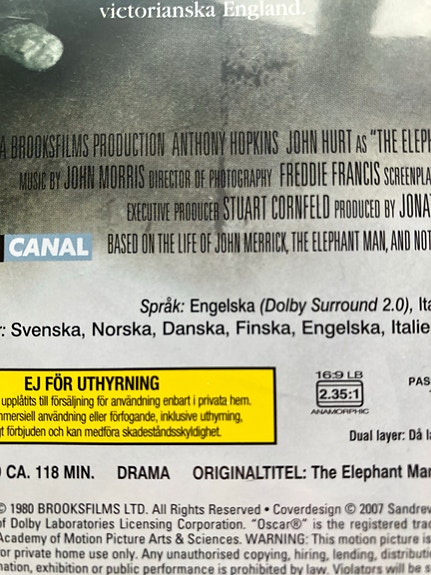 victorianska England.
A BROOKSFILMS PRODUCTION ANTHONY HOPKINS JOHN HURT AS "THE ELEPH
MUSIC BY JOHN MORRIS DIRECTOR OF PHOTOGRAPHY FREDDIE FRANCIS SCREENPLA
EXECUTIVE PRODUCER STUART CORNFELD PRODUCED BY JONAT
CANAL BASED ON THE LIFE OF JOHN MERRICK, THE ELEPHANT MAN, AND NOT
Språk: Engelska (Dolby Surround 2.0), Ita
r: Svenska, Norska, Danska, Finska, Engelska, Italie
EJ FÖR UTHYRNING
upplåtits till försäljning för användning enbart i privata hem.
mmersiell användning eller förfogande, inklusive uthyrning,
gt förbjuden och kan medföra skadeståndsskyldighet.
16:9 LB
2.35:1
ANAMORPHIC
PAS
Dual layer: Då la
CA. 118 MIN. DRAMA ORIGINALTITEL: The Elephant Man
© 1980 BROOKSFILMS LTD. All Rights Reserved • Coverdesign © 2007 Sandrew
of Dolby Laboratories Licensing Corporation. "Oscar®" is the registered trad
Academy of Motion Picture Arts & Sciences. WARNING: This motion picture is
or private home use only. Any unauthorised copying, hiring, lending, distributi
nation, exhibition or public performance is prohibited by law. Violators will be s